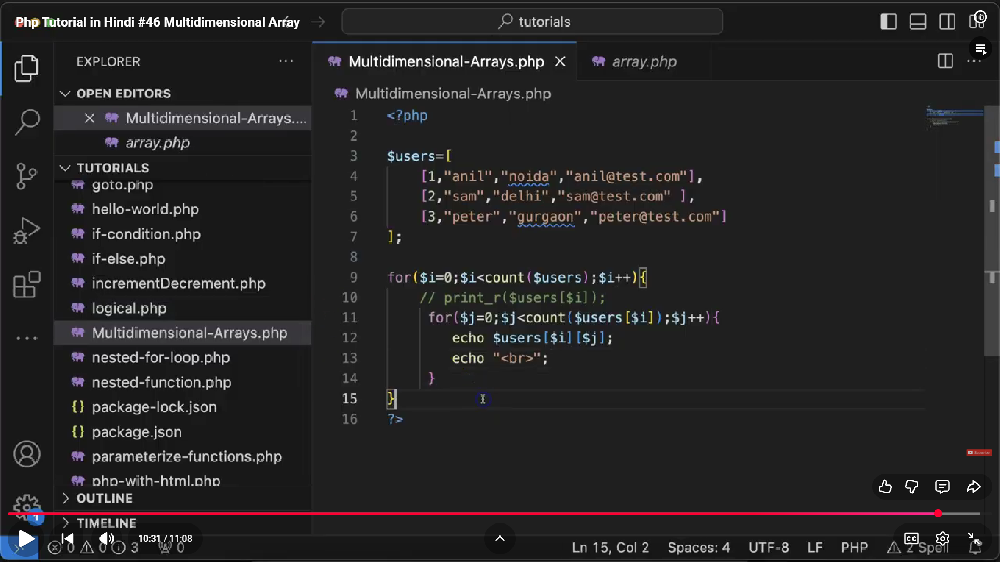 Php Tutorial in Hindi #46 Multidimensional Array
tutorials
EXPLORER
OPEN EDITORS
Multidimensional-Arrays....
array.php
TUTORIALS
goto.php
hello-world.php
if-condition.php
if-else.php
incrementDecrement.php
logical.php
Multidimensional-Arrays.php
nested-for-loop.php
nested-function.php
package-lock.json
package.json
parameterize-functions.php
php-with-html.php
OUTLINE
TIMELINE
Multidimensional-Arrays.php
array.php
Multidimensional-Arrays.php
1 <?php
2
3 $users=[
4 [1,"anil","noida","anil@test.com"],
5 [2,"sam","delhi","sam@test.com" ],
6 [3,"peter","gurgaon","peter@test.com"]
7 ];
8
9 for($i=0;$i<count($users);$i++){
10 // print_r($users[$i]);
11 for($j=0;$j<count($users[$i]);$j++){
12 echo $users[$i][$j];
13 echo "<br>";
14 }
15 }
16 ?>
Subscribe
1
10:31 / 11:08
0 0 3 0
CC
Ln 15, Col 2 Spaces: 4 UTF-8 LF PHP 2 Spell